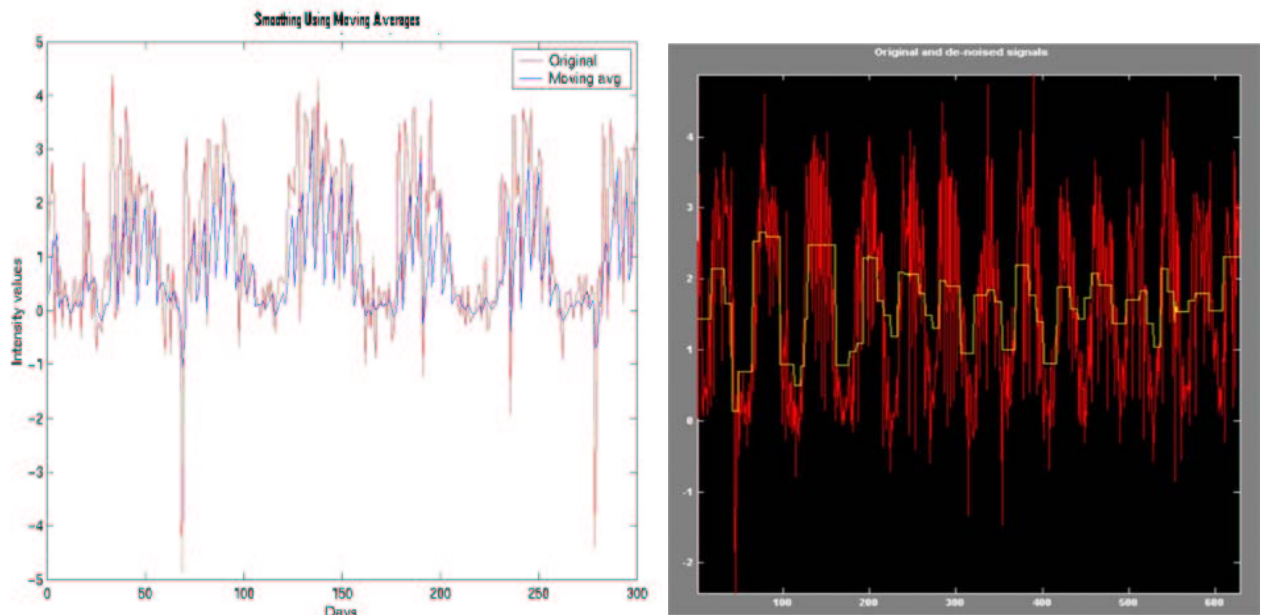 Smoothing Using Moving Averages
5
4
3
2
1
0
-1
-2
-3
-4
-5
Intensity values
Original
Moving avg
0 50 100 150 200 250 300
Days
Original and de-noised signals
4
3
2
1
0
-1
-2
100 200 300 400 500 600